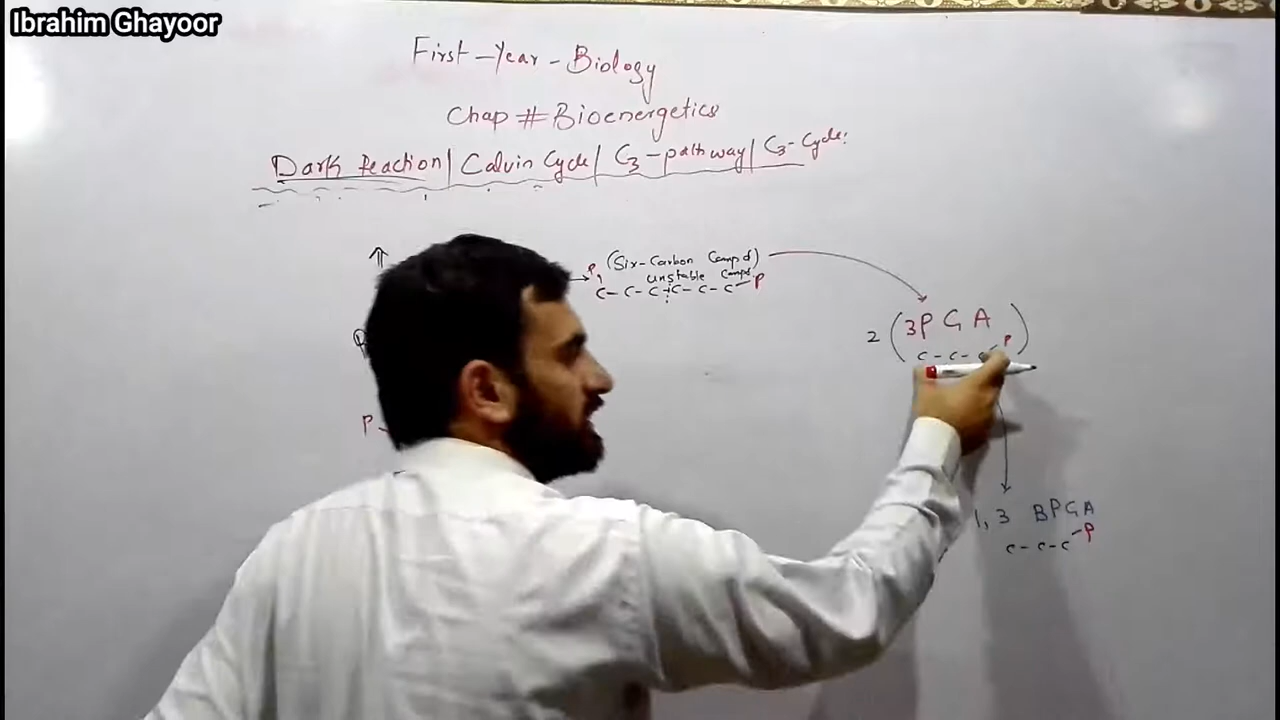 Ibrahim Ghayoor
First-Year-Biology
Chap # Bioenergetics
Dark Reaction/ Calvin Cycle/ C3-pathway/ C3-Cycle:
(Six-Carbon Compd)
unstable Compd.
P
C-C-C+C-C-C-P
2 (3PGA)
P
C-C-C
P
1,3 BPGA
C-C-C-P